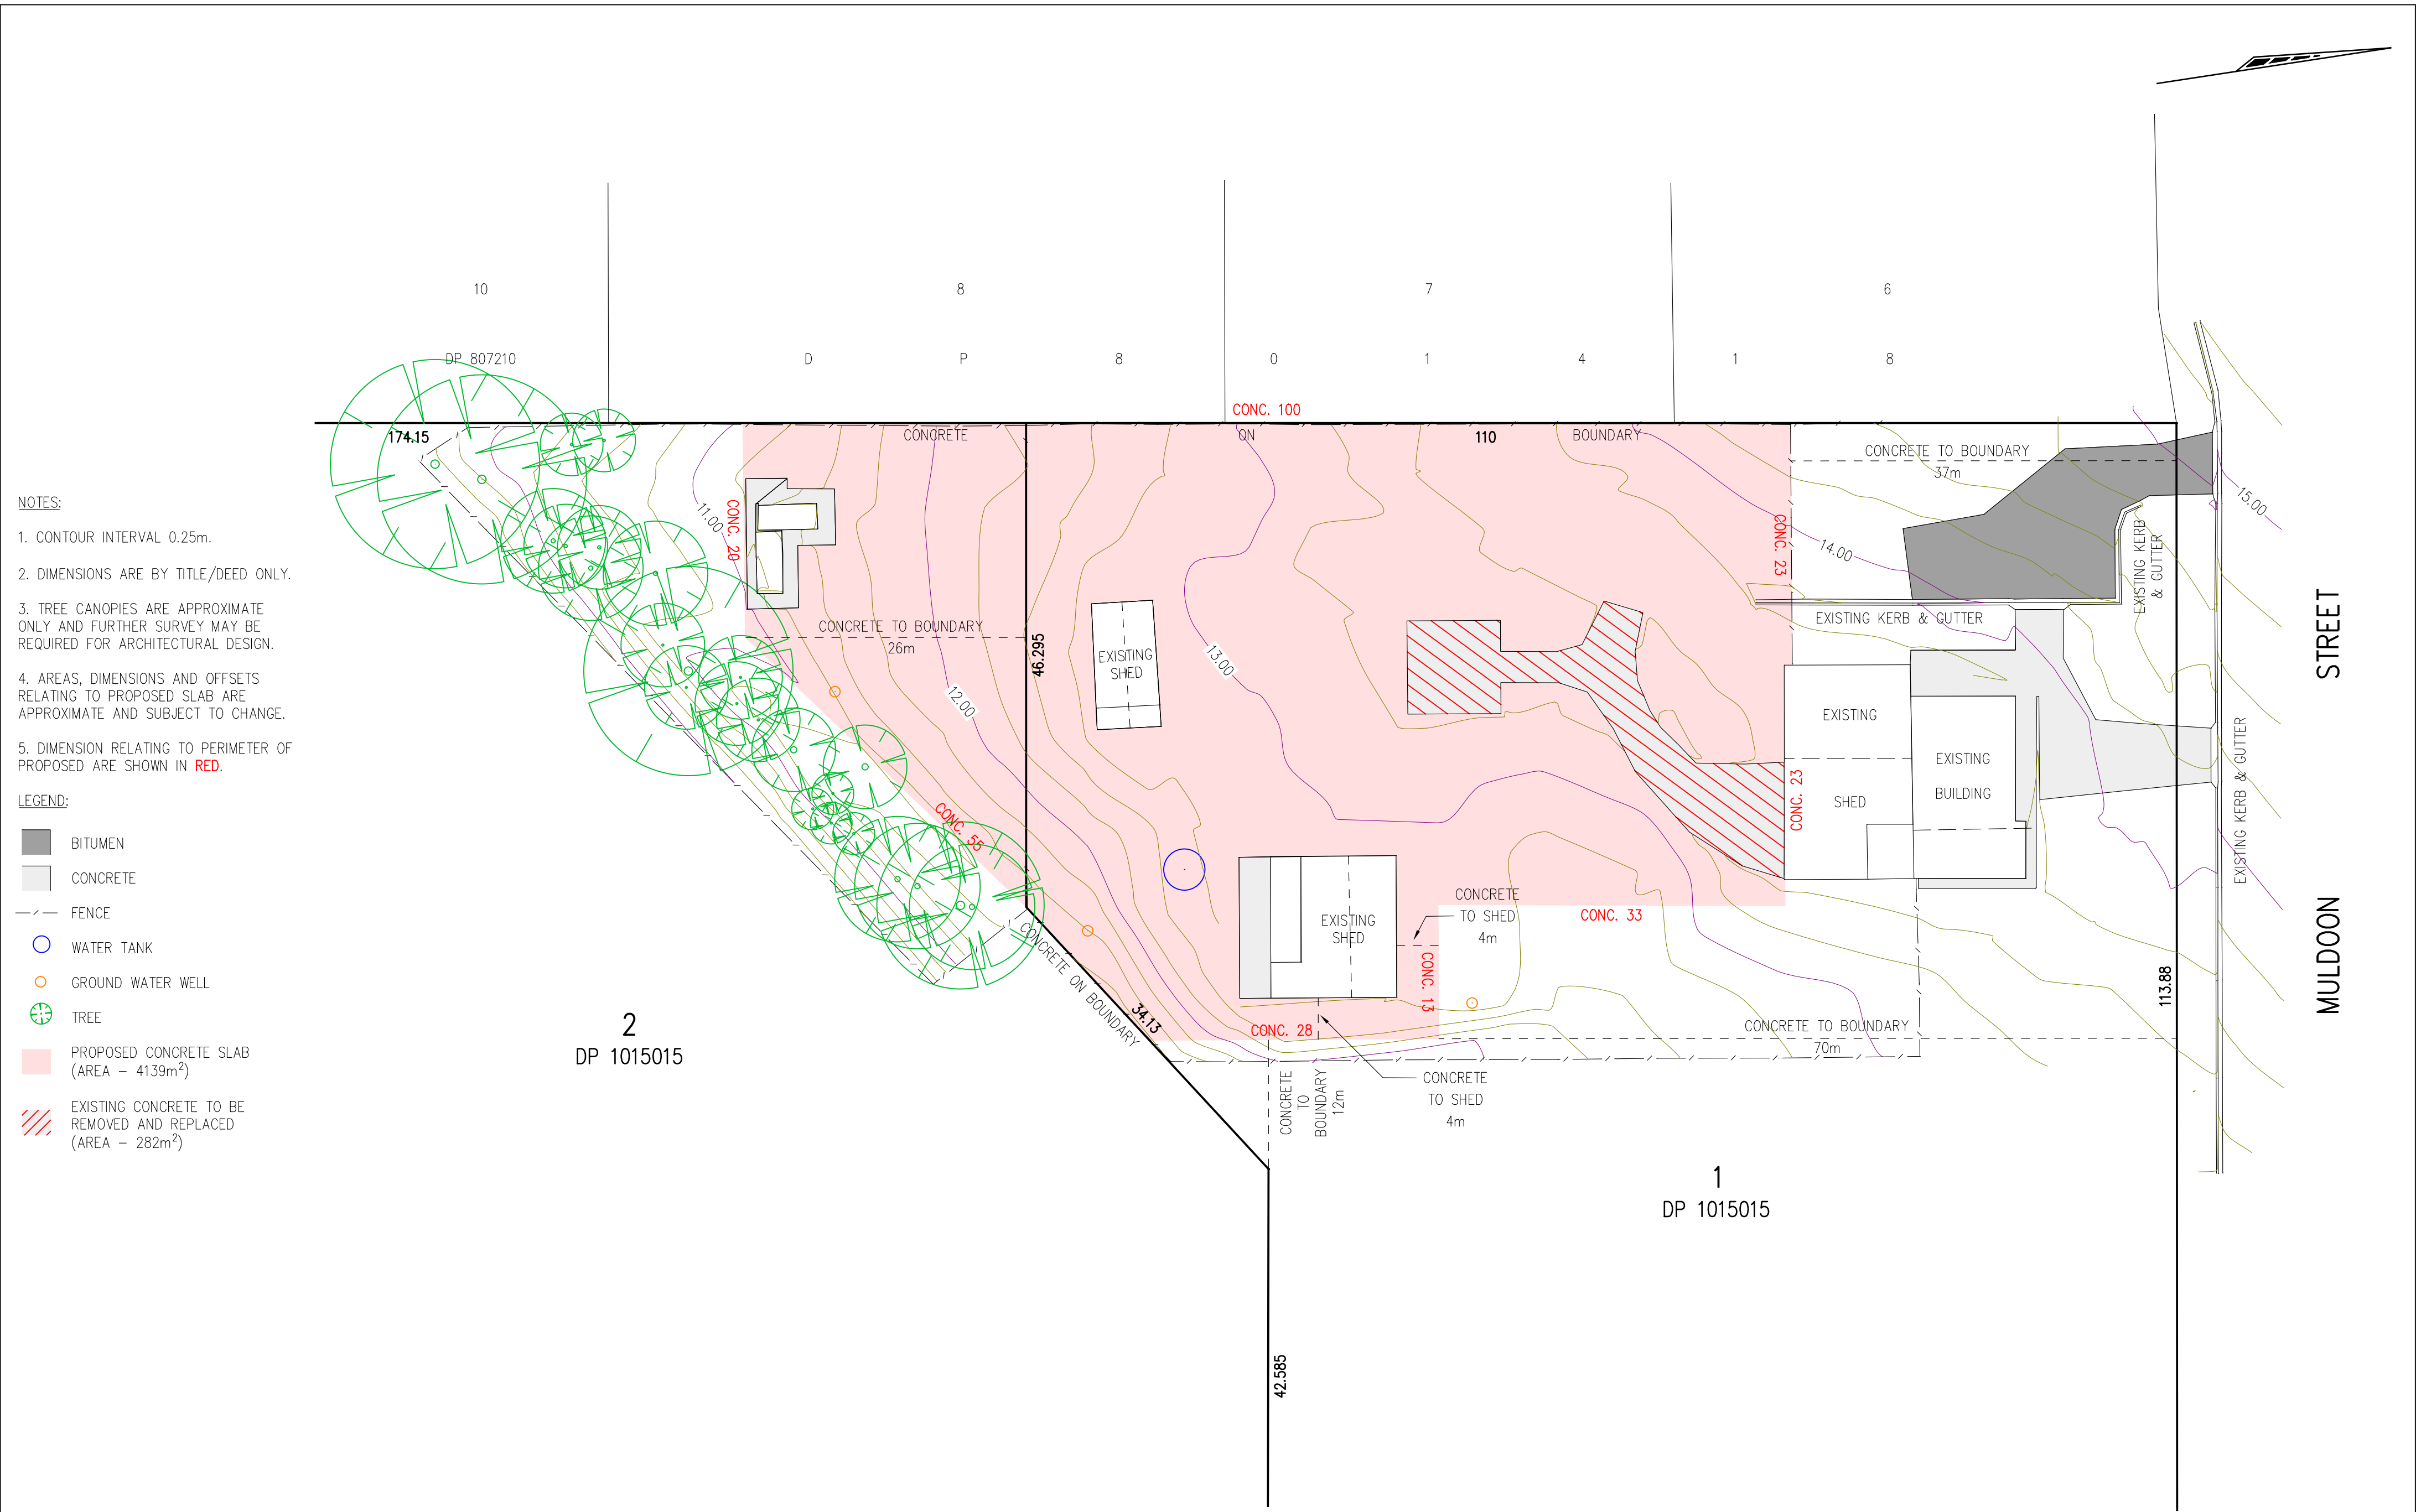 10
8
7
6
DP 807210
D P 8 0 1 4 1 8
CONC. 100
174.15
CONCRETE ON 110 BOUNDARY
CONCRETE TO BOUNDARY
37m
15.00
14.00
11.00
CONC. 20
CONC. 23
EXISTING KERB
& GUTTER
EXISTING KERB & GUTTER
CONCRETE TO BOUNDARY
26m
46.295
EXISITING
SHED
13.00
12.00
STREET
MULDOON
EXISTING KERB & GUTTER
EXISTING
SHED
EXISTING
BUILDING
CONC. 23
CONC. 55
CONCRETE
TO SHED
4m
CONC. 33
EXISTING
SHED
CONC. 13
CONC. 28
CONCRETE ON BOUNDARY
34.13
113.88
CONCRETE TO BOUNDARY
70m
CONCRETE
TO
BOUNDARY
12m
CONCRETE
TO SHED
4m
2
DP 1015015
1
DP 1015015
42.585
NOTES:
1. CONTOUR INTERVAL 0.25m.
2. DIMENSIONS ARE BY TITLE/DEED ONLY.
3. TREE CANOPIES ARE APPROXIMATE
ONLY AND FURTHER SURVEY MAY BE
REQUIRED FOR ARCHITECTURAL DESIGN.
4. AREAS, DIMENSIONS AND OFFSETS
RELATING TO PROPOSED SLAB ARE
APPROXIMATE AND SUBJECT TO CHANGE.
5. DIMENSION RELATING TO PERIMETER OF
PROPOSED ARE SHOWN IN RED.
LEGEND:
BITUMEN
CONCRETE
FENCE
WATER TANK
GROUND WATER WELL
TREE
PROPOSED CONCRETE SLAB
(AREA – 4139m²)
EXISTING CONCRETE TO BE
REMOVED AND REPLACED
(AREA – 282m²)